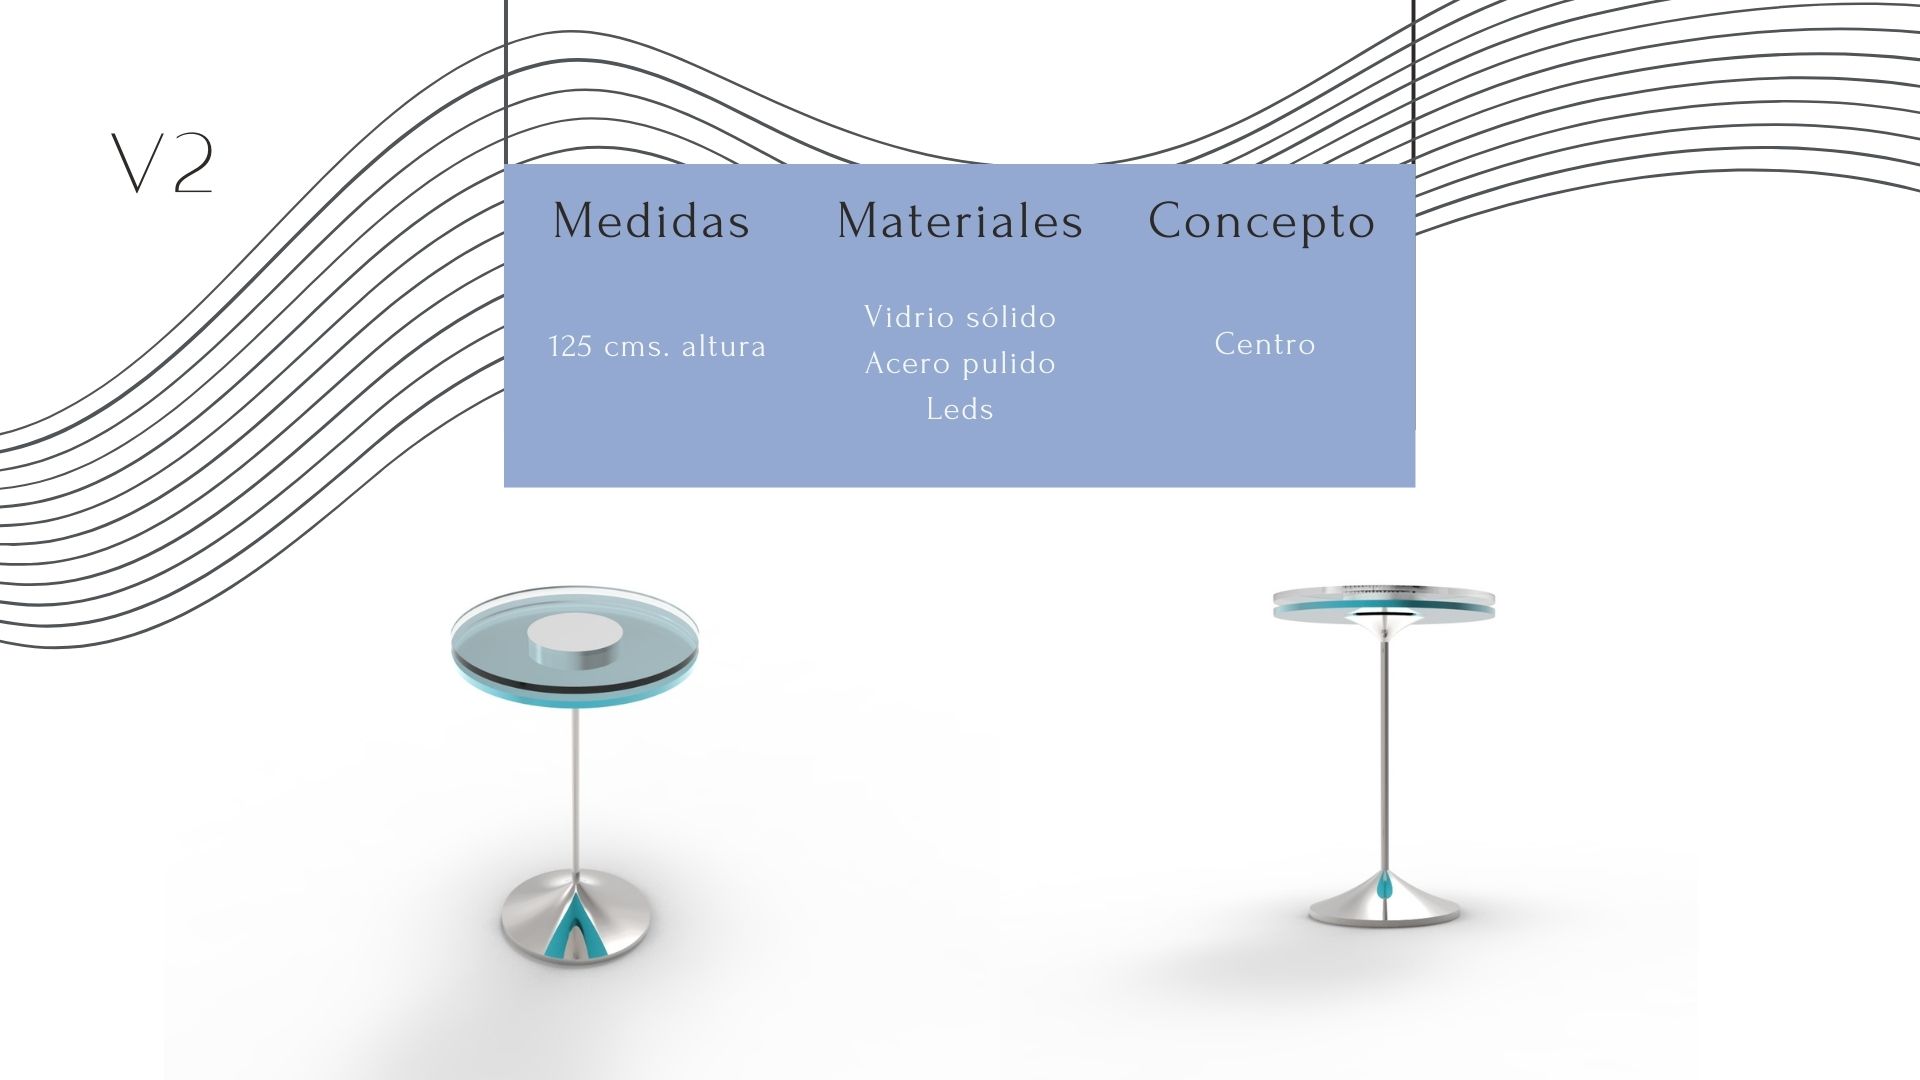 V2
Medidas
125 cms. altura
Materiales
Vidrio sólido
Acero pulido
Leds
Concepto
Centro